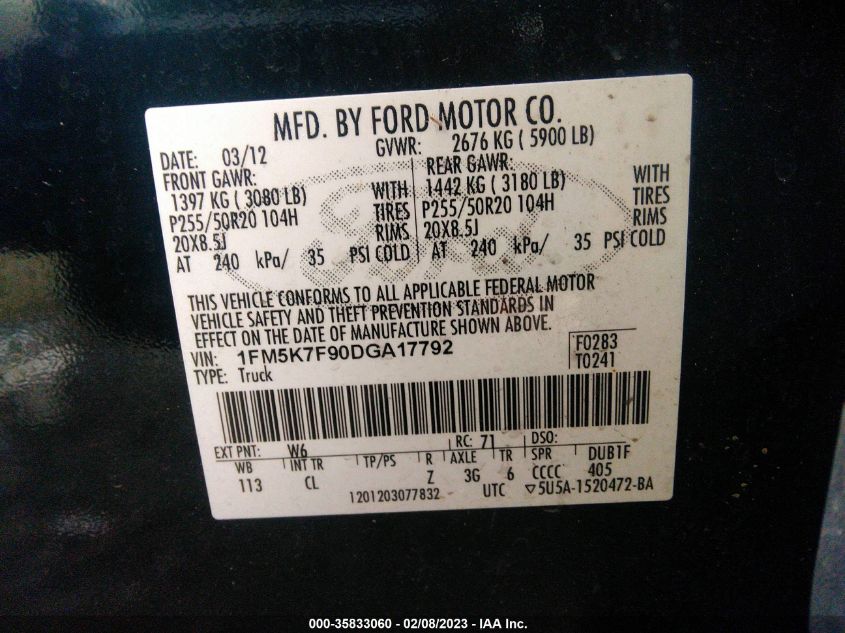 MFD. BY FORD MOTOR CO.
DATE: 03/12 GVWR: 2676 KG ( 5900 LB)
FRONT GAWR: REAR GAWR:
1397 KG ( 3080 LB) WITH 1442 KG ( 3180 LB) WITH
P255/50R20 104H TIRES P255/50R20 104H TIRES
20X8.5J RIMS 20X8.5J RIMS
AT 240 kPa/ 35 PSI COLD AT 240 kPa/ 35 PSI COLD
Ford
THIS VEHICLE CONFORMS TO ALL APPLICABLE FEDERAL MOTOR
VEHICLE SAFETY AND THEFT PREVENTION STANDARDS IN
EFFECT ON THE DATE OF MANUFACTURE SHOWN ABOVE.
VIN: 1FM5K7F90DGA17792 F0283
TYPE: Truck T0241
EXT PNT: W6 RC: 71 DSO:
WB INT TR TP/PS R AXLE TR SPR DUB1F
113 CL Z 3G 6 CCCC 405
1201203077832 UTC ▽5U5A-1520472-BA
000-35833060 - 02/08/2023 - IAA Inc.